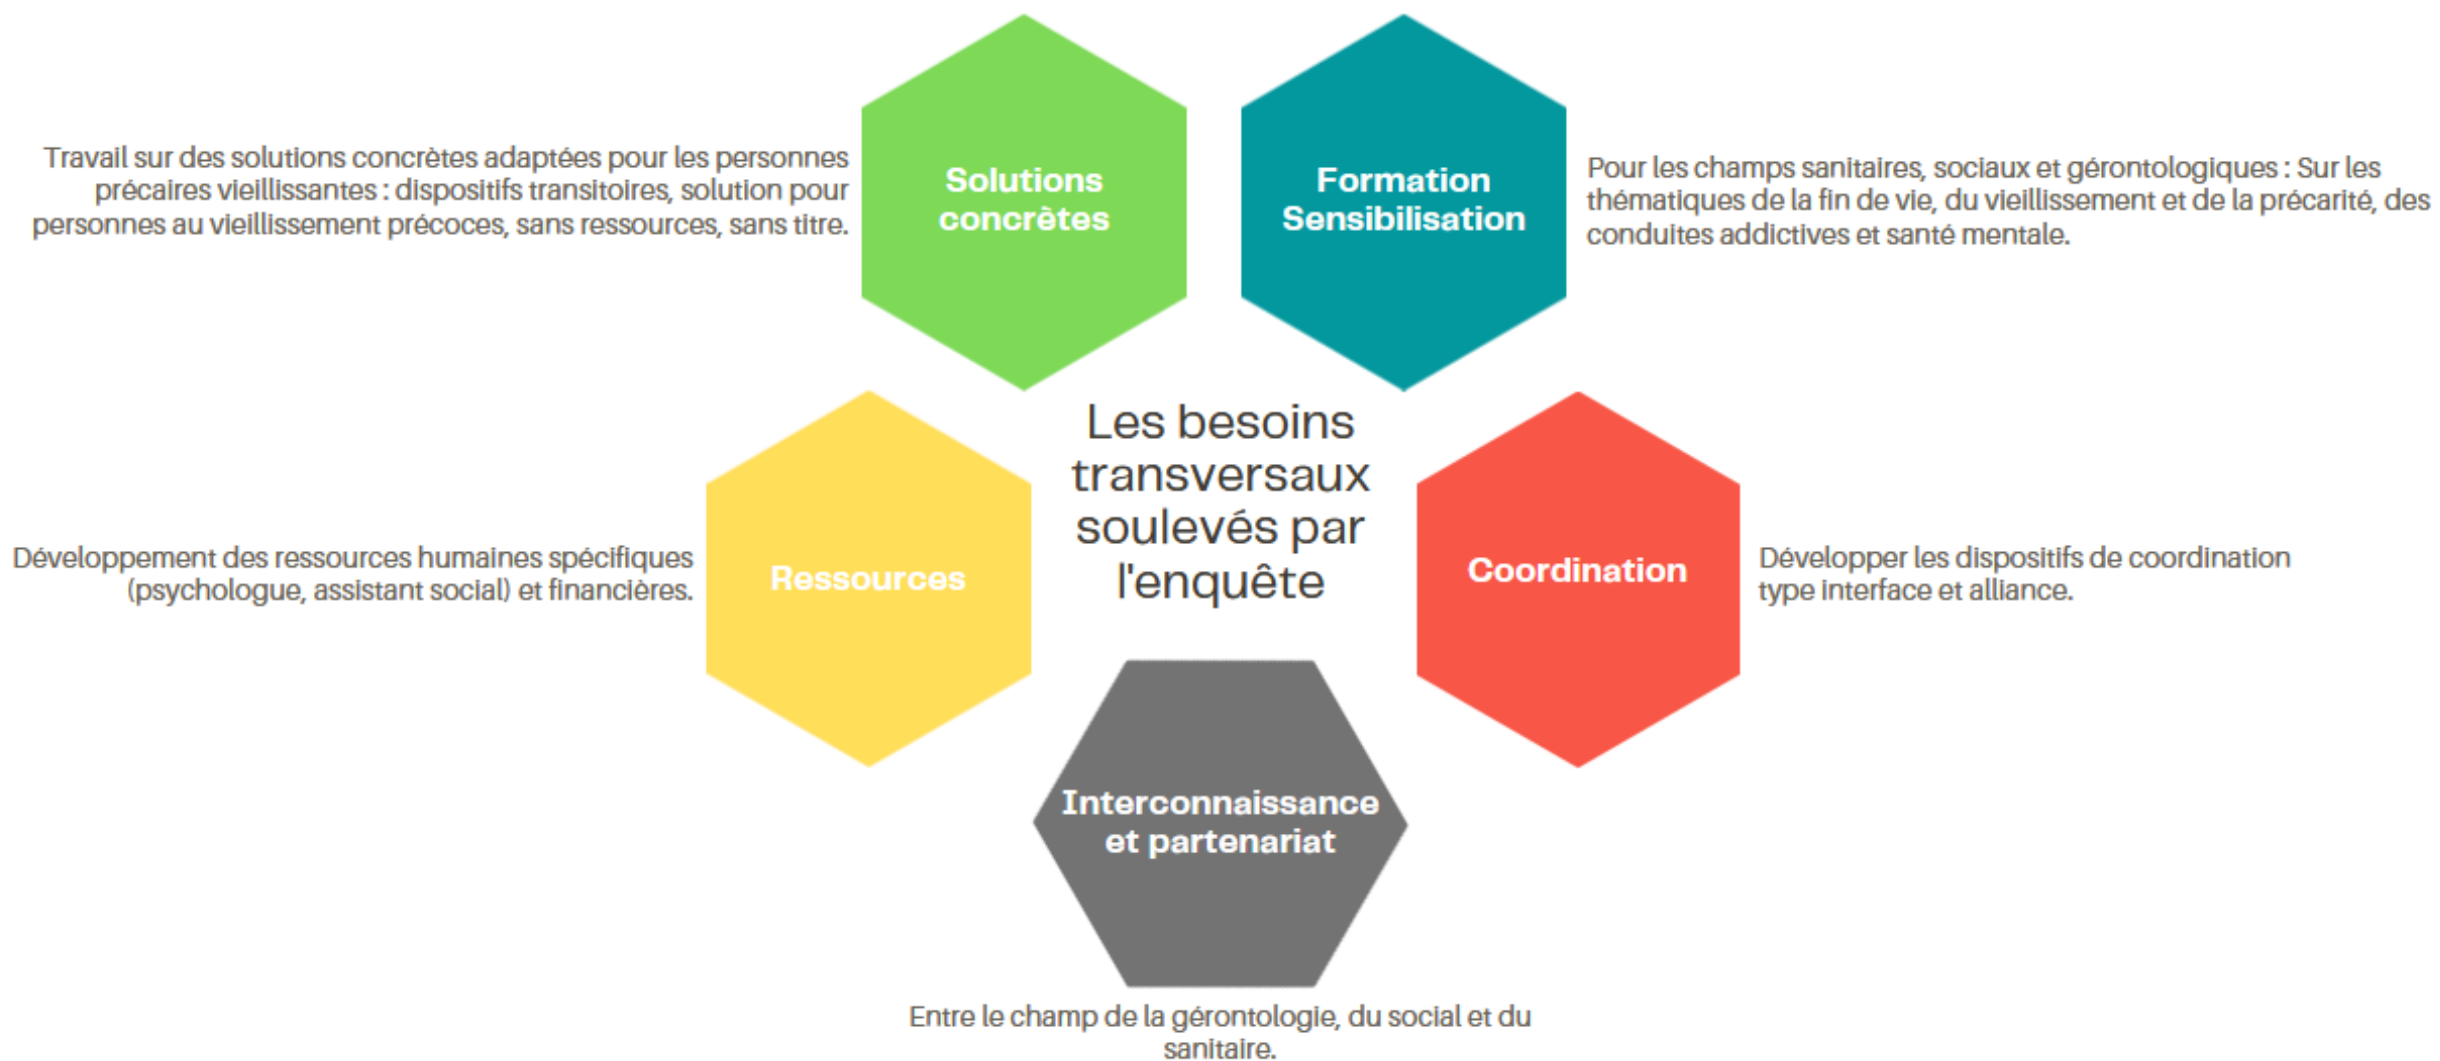 Solutions
concrètes
Travail sur des solutions concrètes adaptées pour les personnes
précaires vieillissantes : dispositifs transitoires, solution pour
personnes au vieillissement précoces, sans ressources, sans titre.
Formation
Sensibilisation
Pour les champs sanitaires, sociaux et gérontologiques : Sur les
thématiques de la fin de vie, du vieillissement et de la précarité, des
conduites addictives et santé mentale.
Les besoins
transversaux
soulevés par
l'enquête
Développement des ressources humaines spécifiques
(psychologue, assistant social) et financières.
Ressources
Coordination
Développer les dispositifs de coordination
type interface et alliance.
Interconnaissance
et partenariat
Entre le champ de la gérontologie, du social et du
sanitaire.